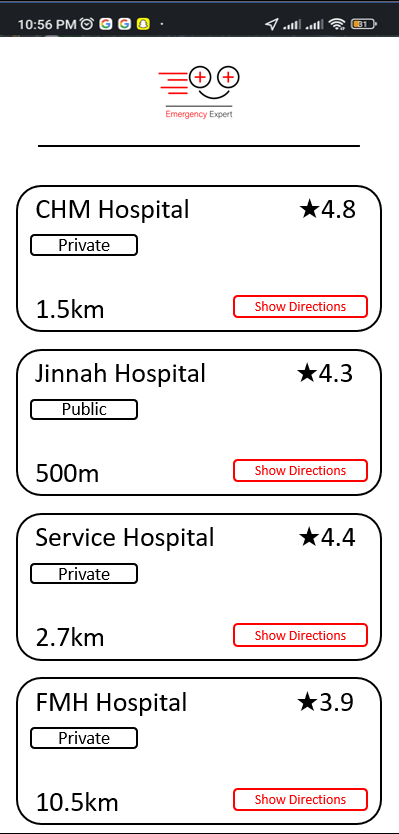 10:56 PM
31
Emergency Expert
CHM Hospital ★4.8
Private
1.5km Show Directions
Jinnah Hospital ★4.3
Public
500m Show Directions
Service Hospital ★4.4
Private
2.7km Show Directions
FMH Hospital ★3.9
Private
10.5km Show Directions